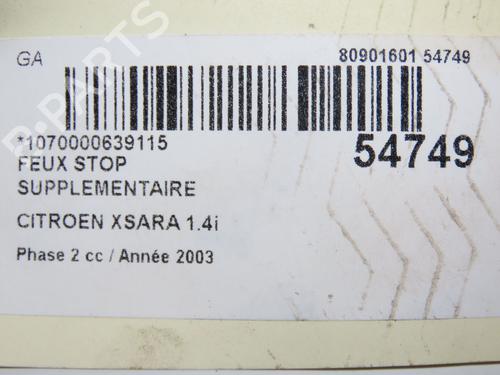 GA
80901601 54749
*1070000639115
54749
FEUX STOP
SUPPLEMENTAIRE
CITROEN XSARA 1.4i
Phase 2 cc / Année 2003
B-PARTS